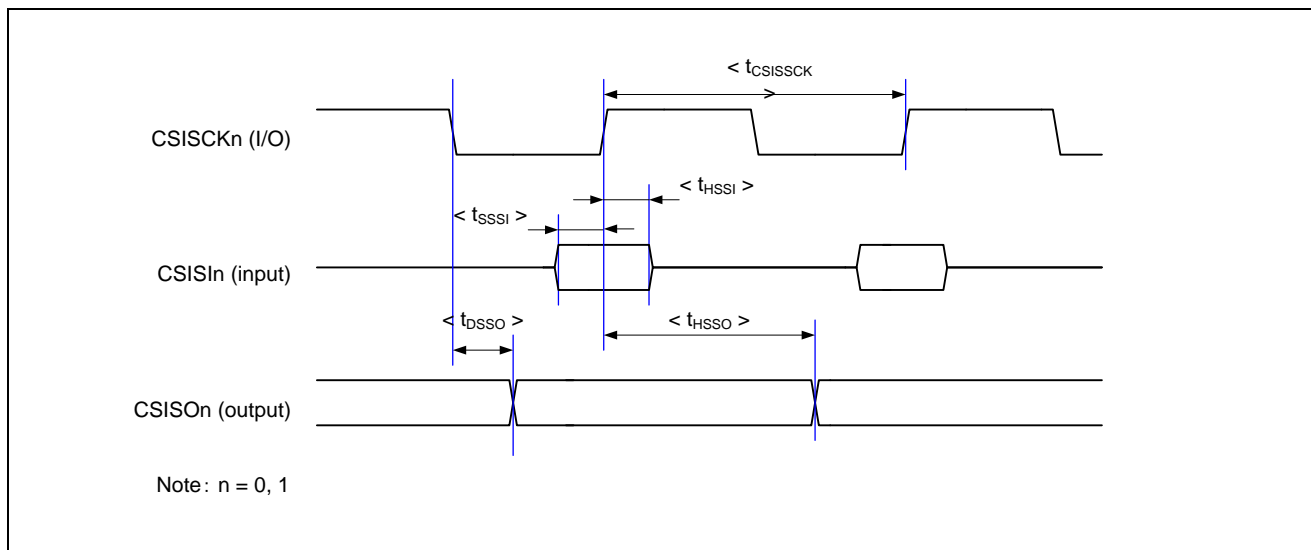 < tCSISSCK >
CSISCKn (I/O)
< tHSSI >
< tSSSI >
CSISIn (input)
< tDSSO >
< tHSSO >
CSISOn (output)
Note: n = 0, 1